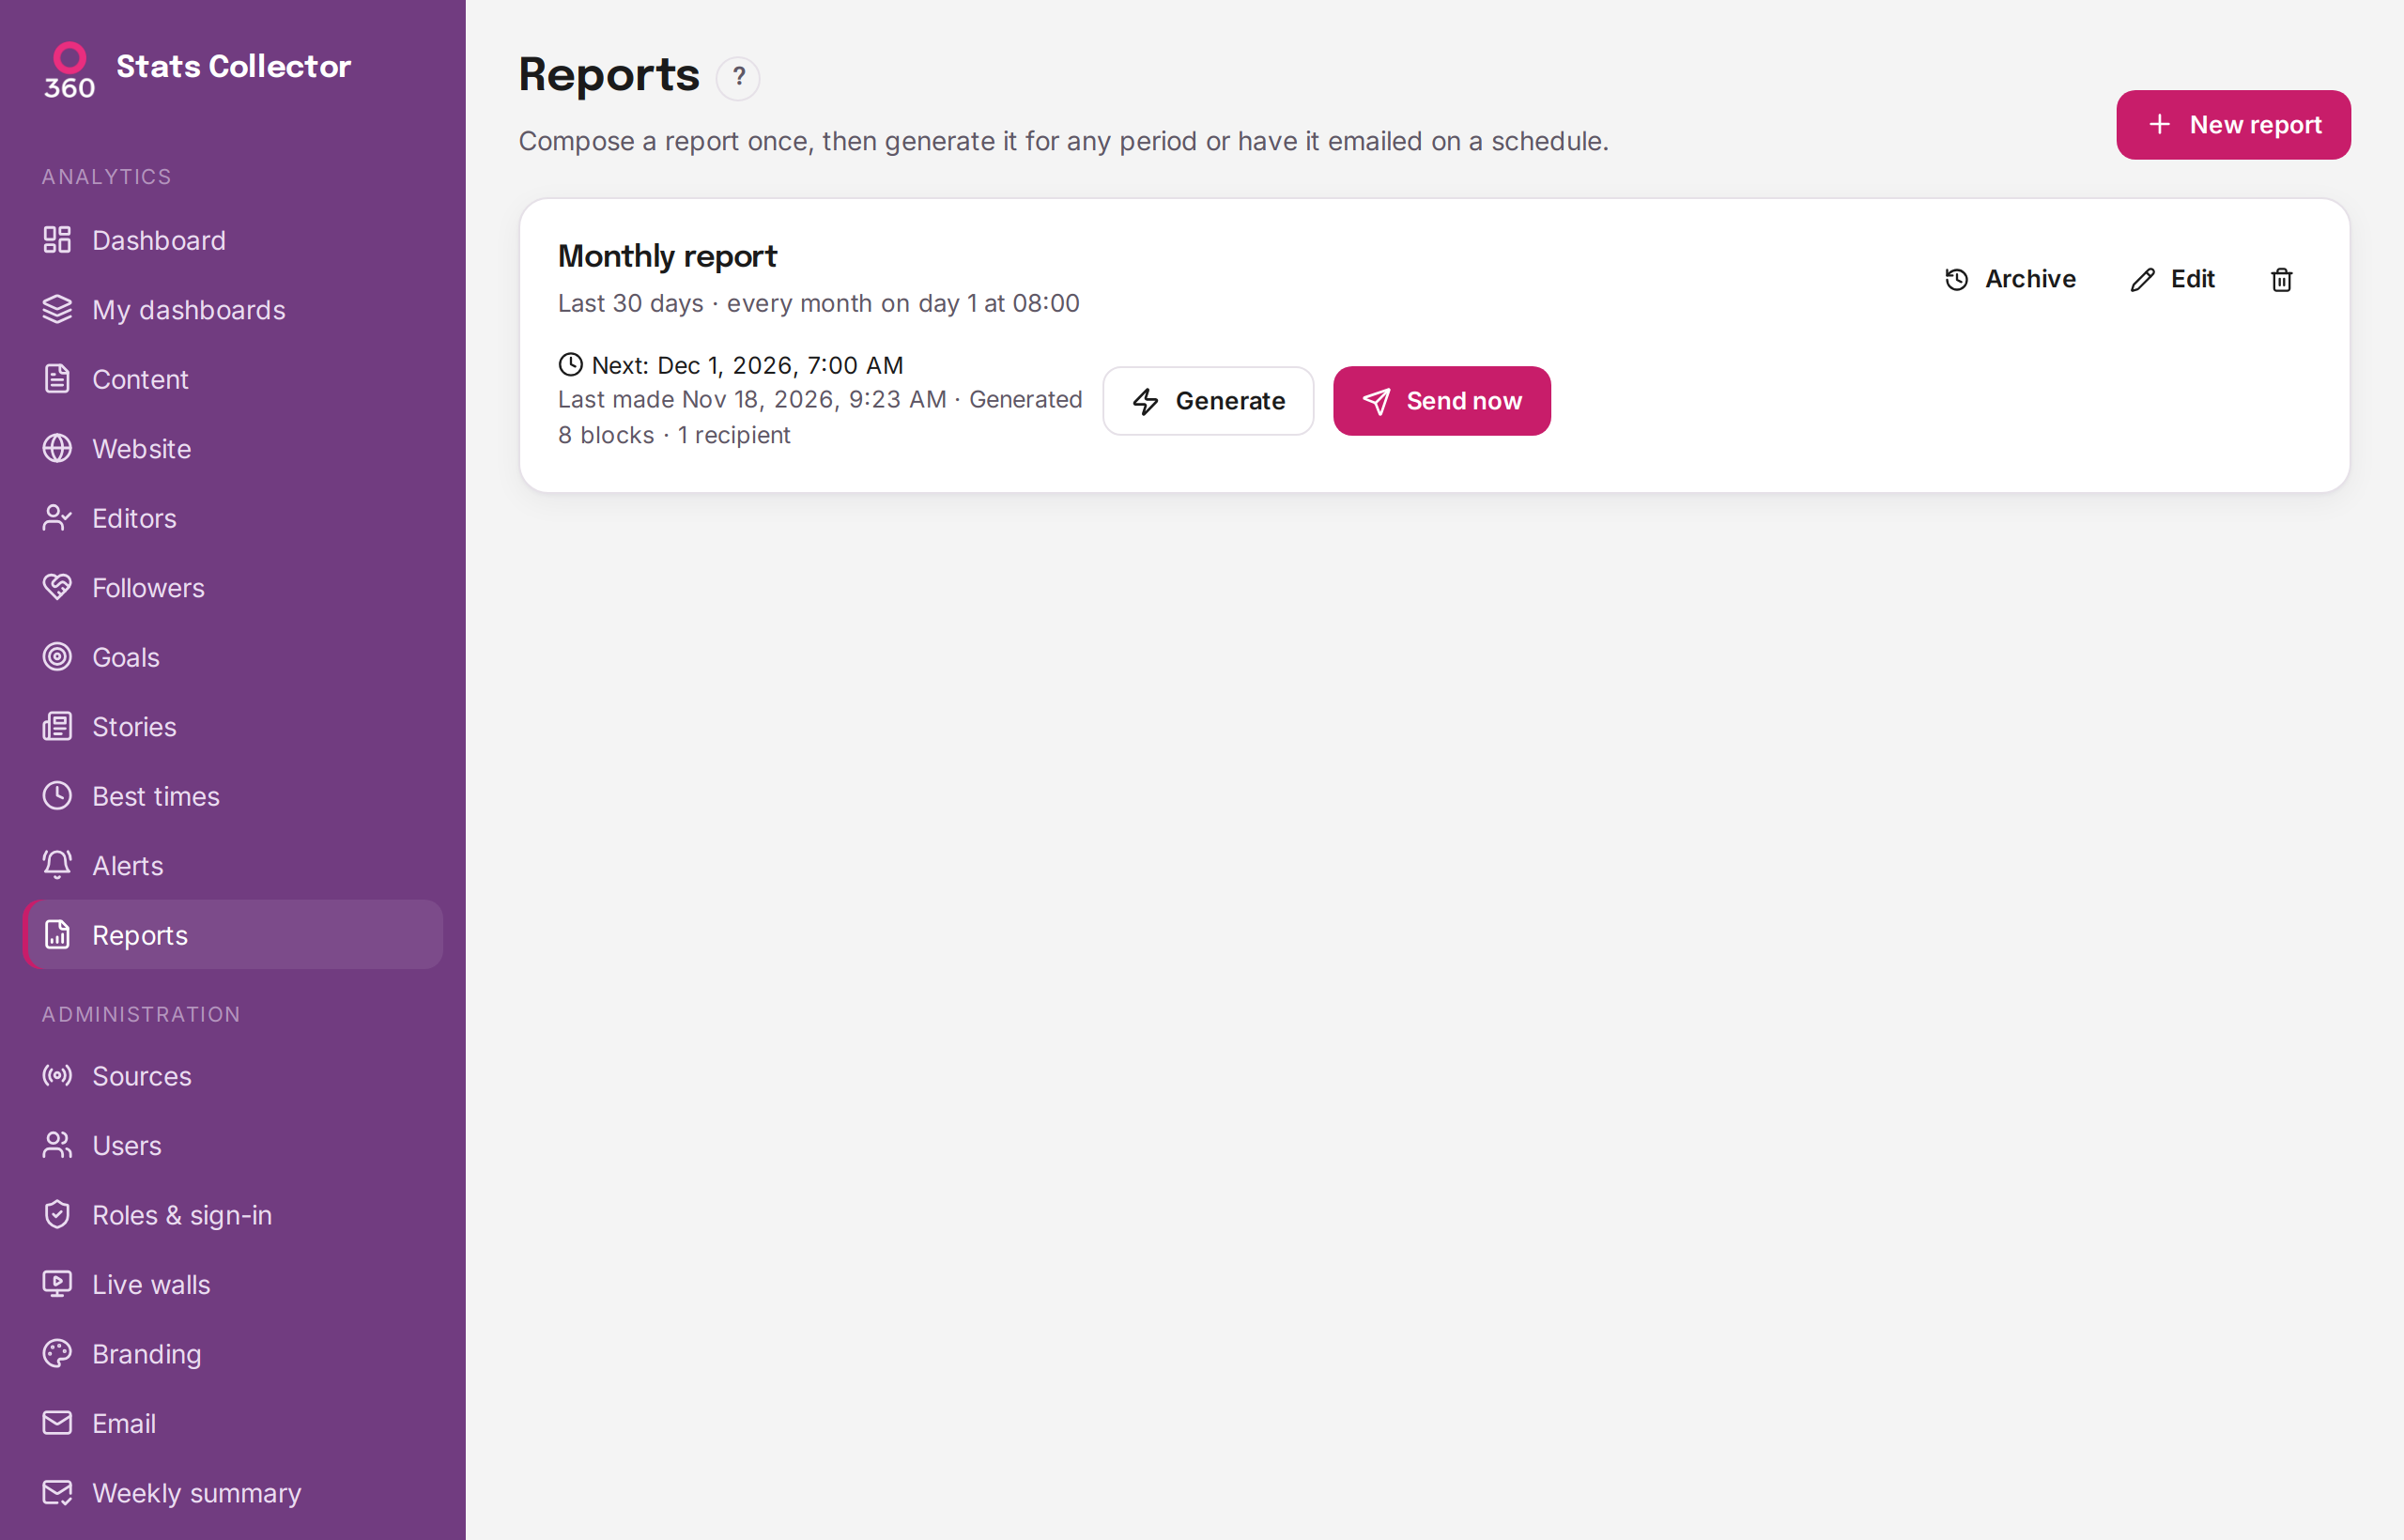 360
Stats Collector
ANALYTICS
Dashboard
My dashboards
Content
Website
Editors
Followers
Goals
Stories
Best times
Alerts
Reports
ADMINISTRATION
Sources
Users
Roles & sign-in
Live walls
Branding
Email
Weekly summary
Reports ?
Compose a report once, then generate it for any period or have it emailed on a schedule.
New report
Monthly report
Last 30 days · every month on day 1 at 08:00
Archive
Edit
Next: Dec 1, 2026, 7:00 AM
Last made Nov 18, 2026, 9:23 AM · Generated
8 blocks · 1 recipient
Generate
Send now